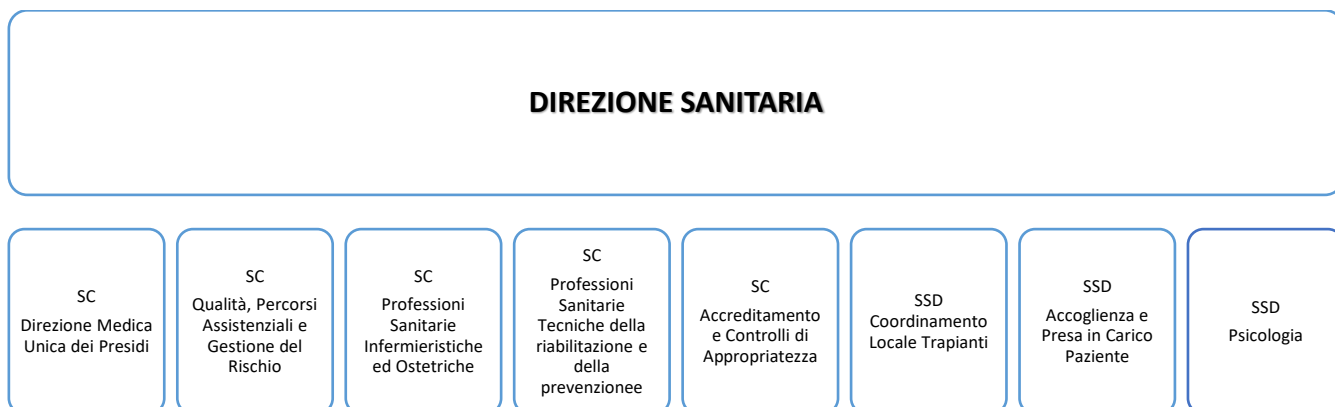 DIREZIONE SANITARIA
SC
Direzione Medica
Unica dei Presidi
SC
Qualità, Percorsi
Assistenziali e
Gestione del
Rischio
SC
Professioni
Sanitarie
Infermieristiche
ed Ostetriche
SC
Professioni
Sanitarie
Tecniche della
riabilitazione e
della
prevenzionee
SC
Accreditamento
e Controlli di
Appropriatezza
SSD
Coordinamento
Locale Trapianti
SSD
Accoglienza e
Presa in Carico
Paziente
SSD
Psicologia